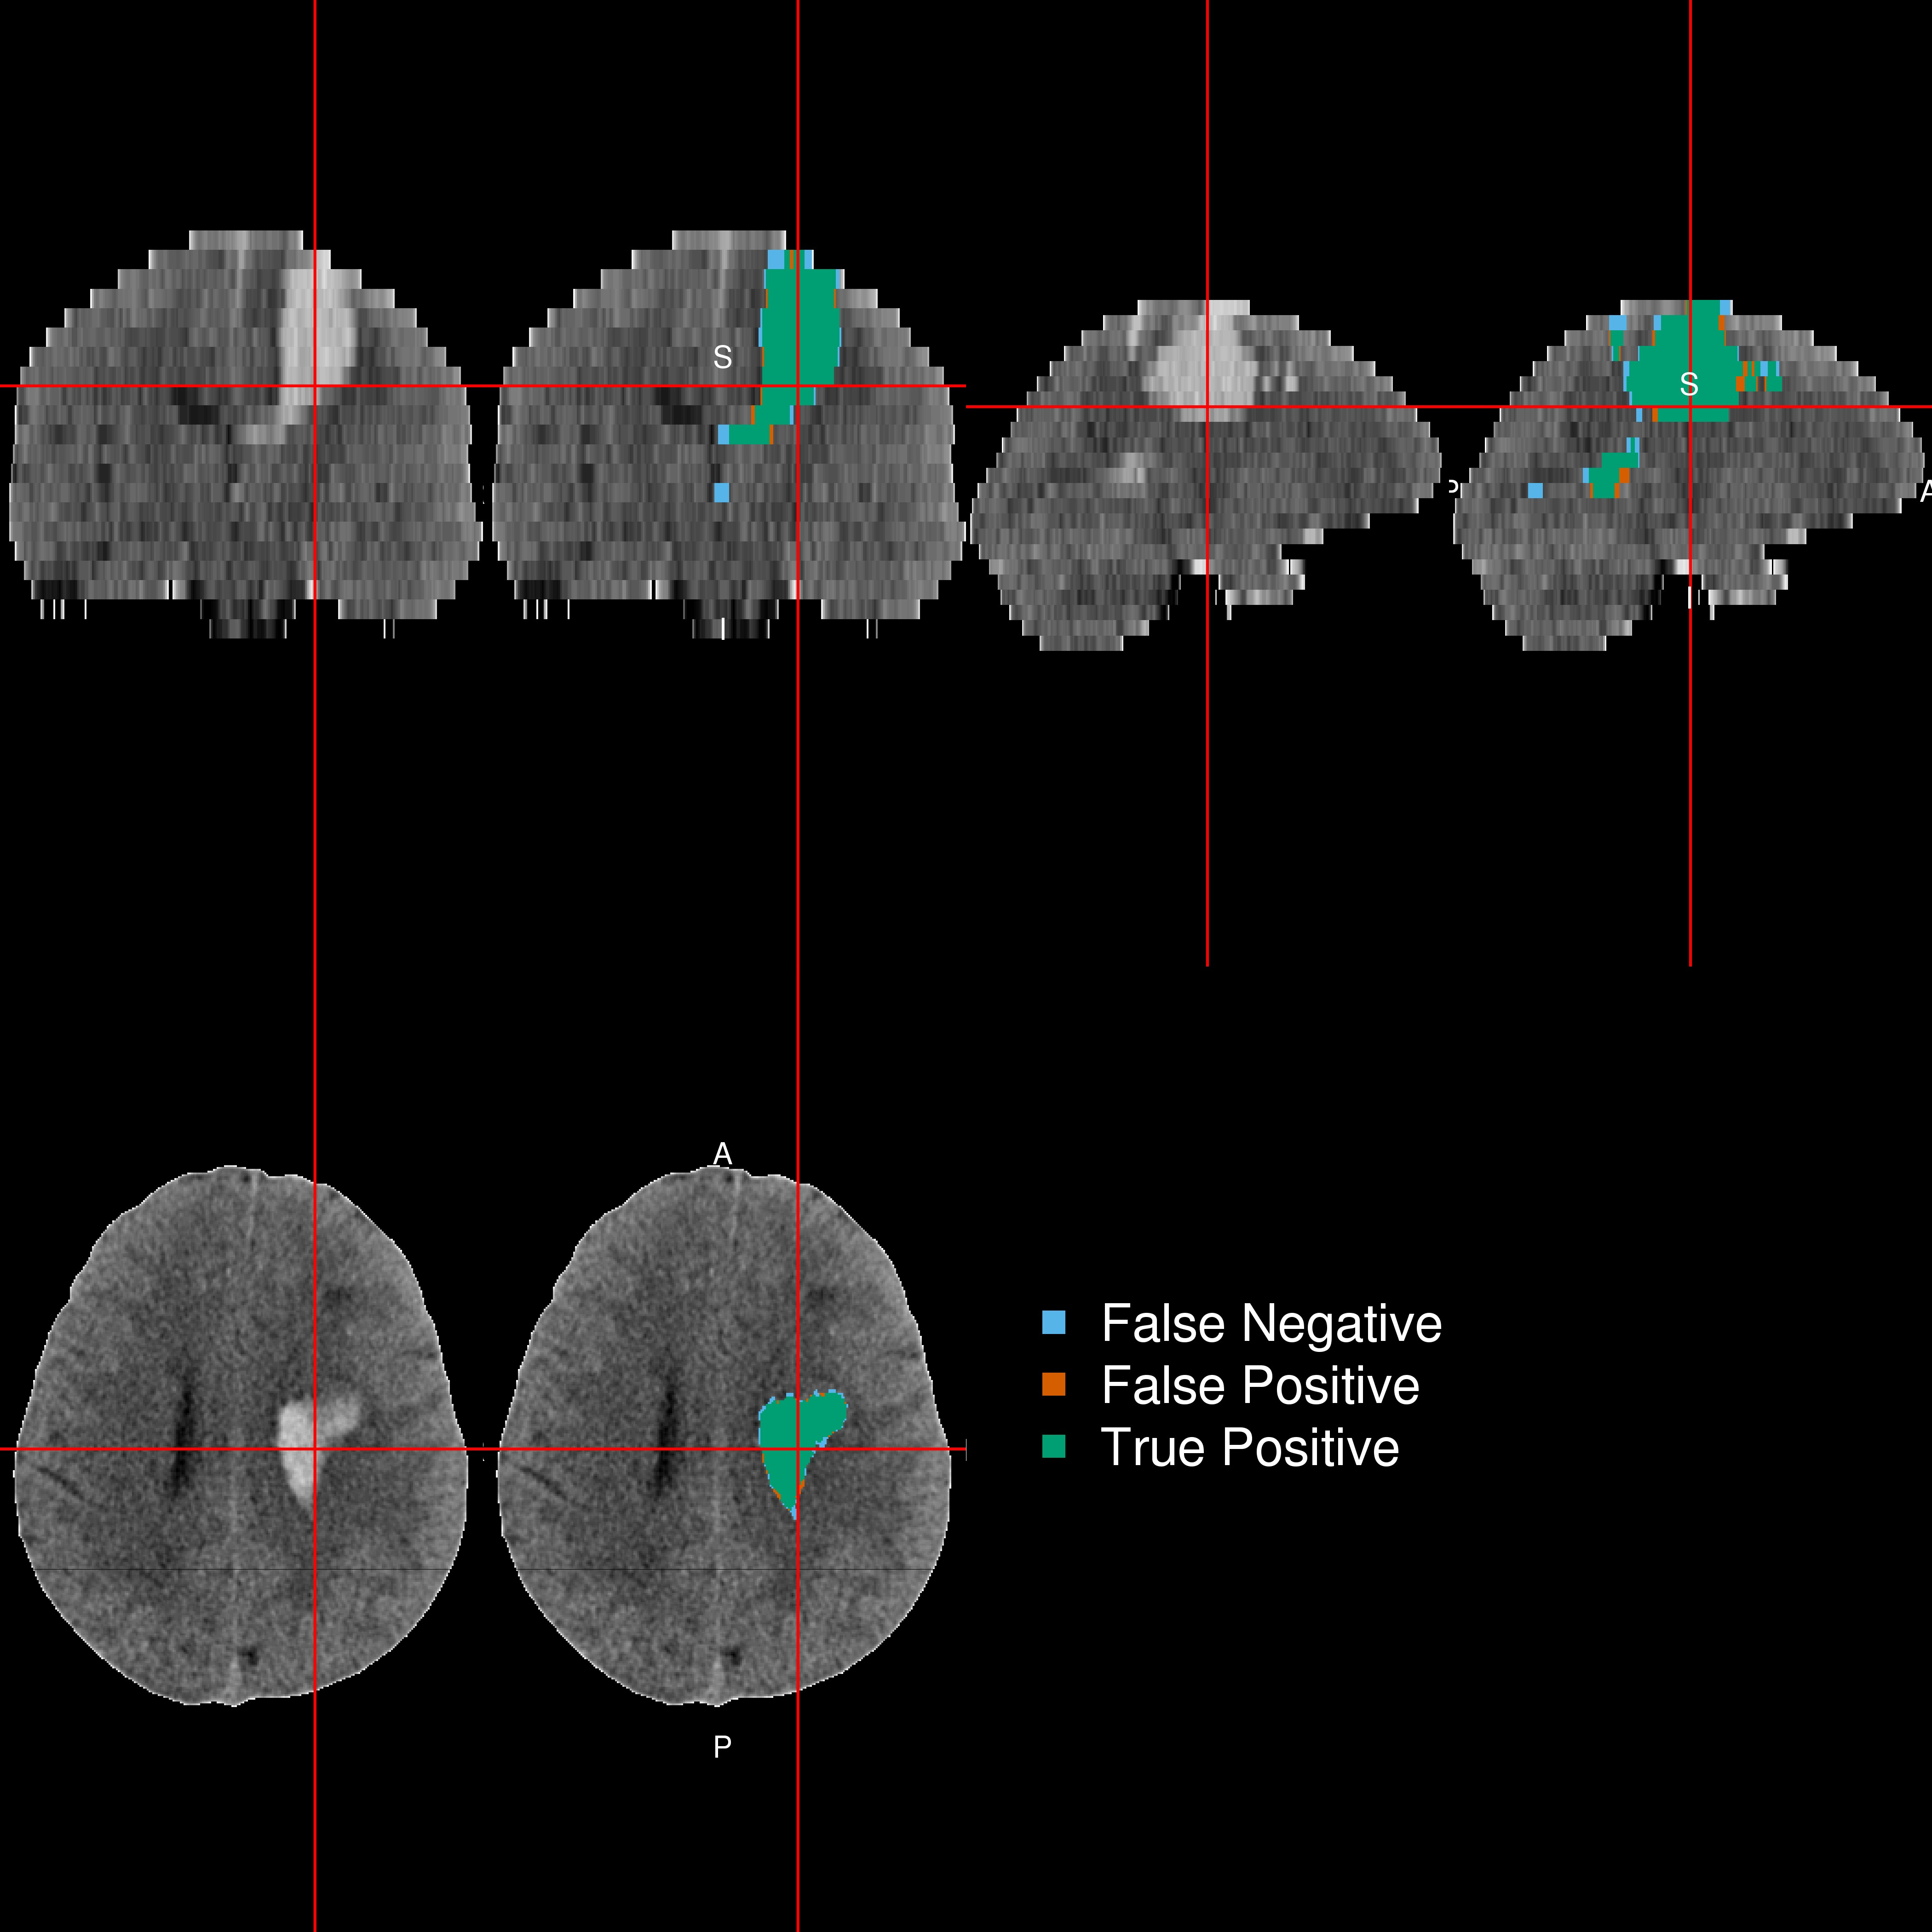 S
S
P
A
A
False Negative
False Positive
True Positive
P